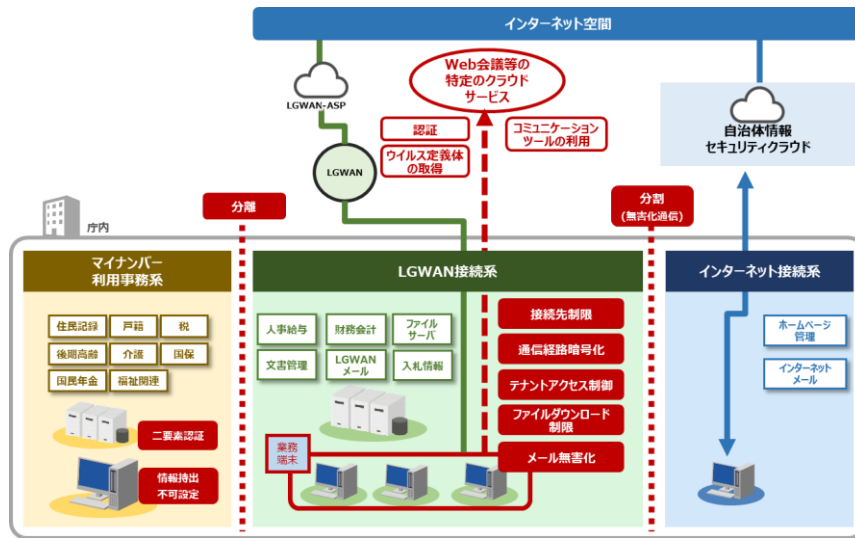 インターネット空間
LGWAN-ASP
Web会議等の
特定のクラウド
サービス
自治体情報
セキュリティクラウド
認証
ウイルス定義体
の取得
コミュニケーション
ツールの利用
LGWAN
分離
分割
(無害化通信)
庁内
マイナンバー
利用事務系
住民記録
戸籍
税
後期高齢
介護
国保
国民年金
福祉関連
二要素認証
情報持出
不可設定
LGWAN接続系
人事給与
財務会計
ファイル
サーバ
文書管理
LGWAN
メール
入札情報
接続先制限
通信経路暗号化
テナントアクセス制御
ファイルダウンロード
制限
メール無害化
業務
端末
インターネット接続系
ホームページ
管理
インターネット
メール